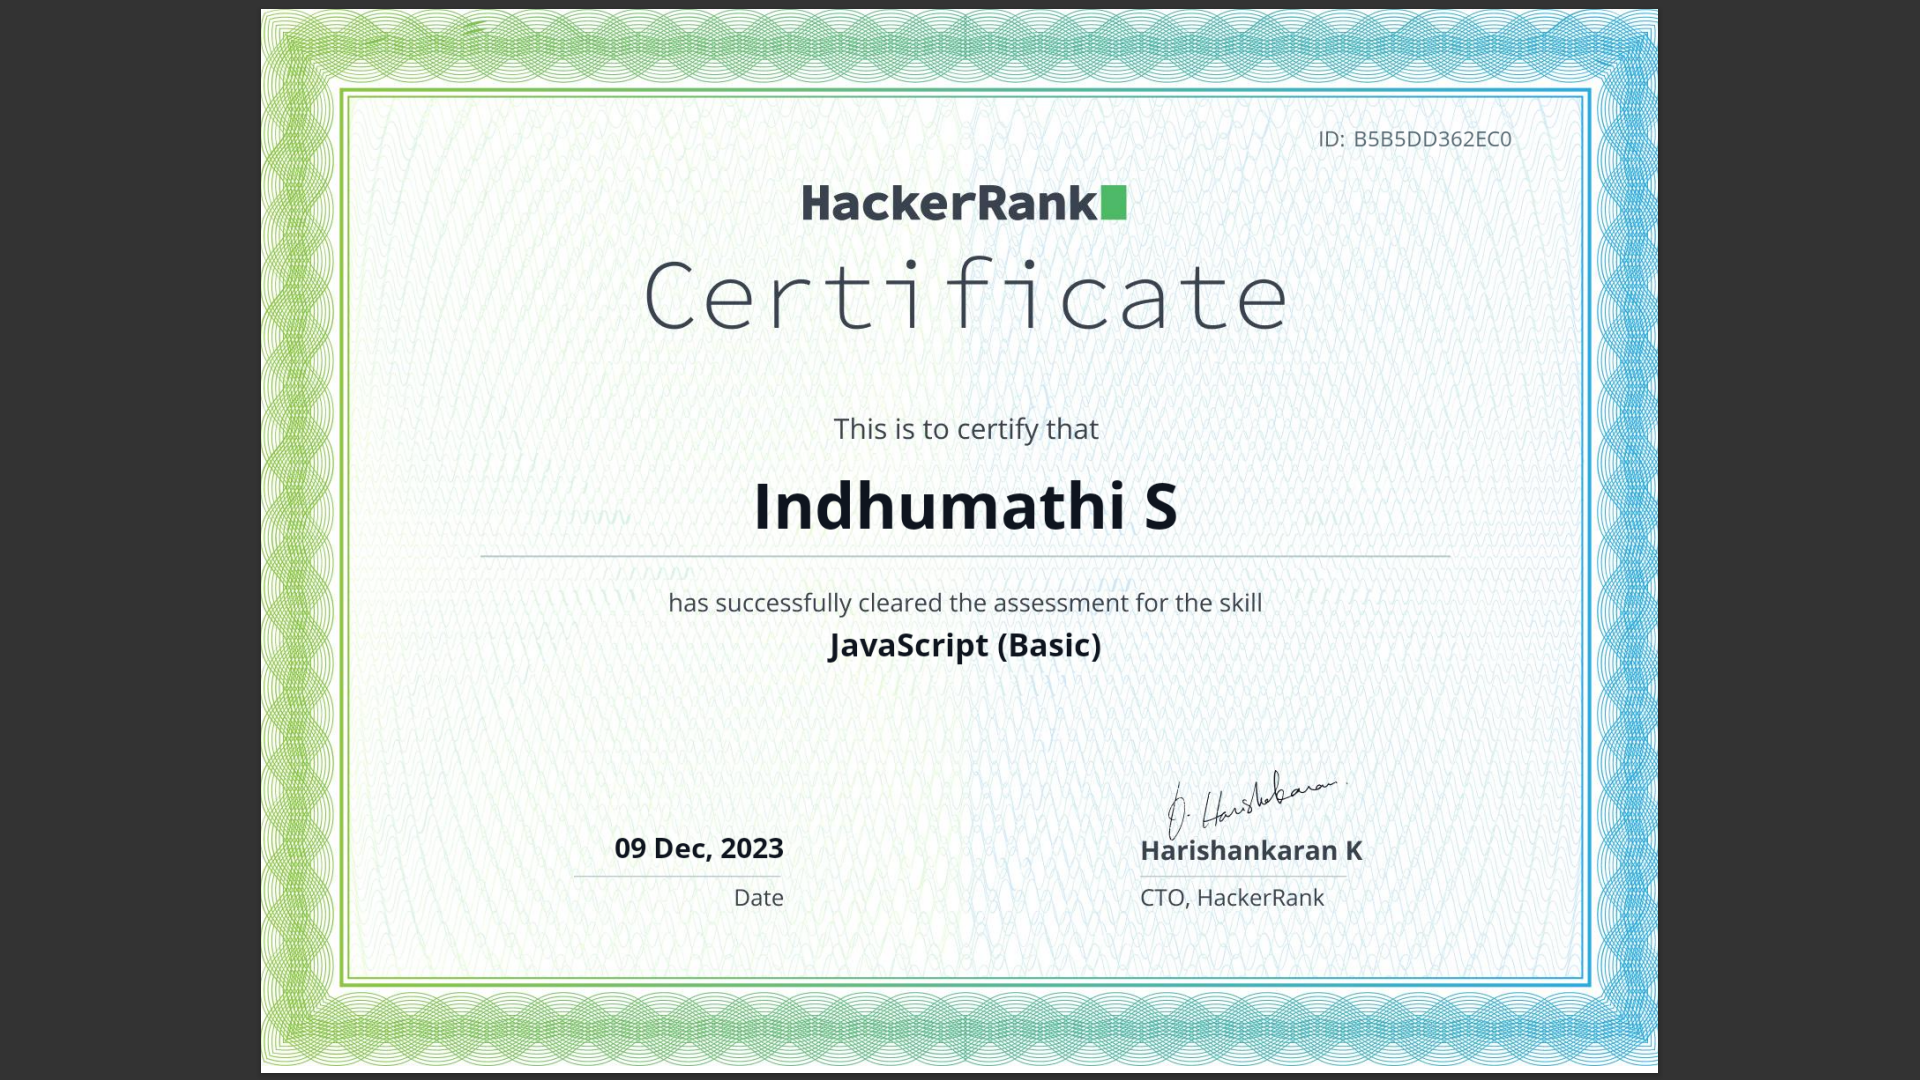 ID: B5B5DD362EC0
HackerRank
Certificate
This is to certify that
Indhumathi S
has successfully cleared the assessment for the skill
JavaScript (Basic)
09 Dec, 2023
Date
Harishankaran K
CTO, HackerRank